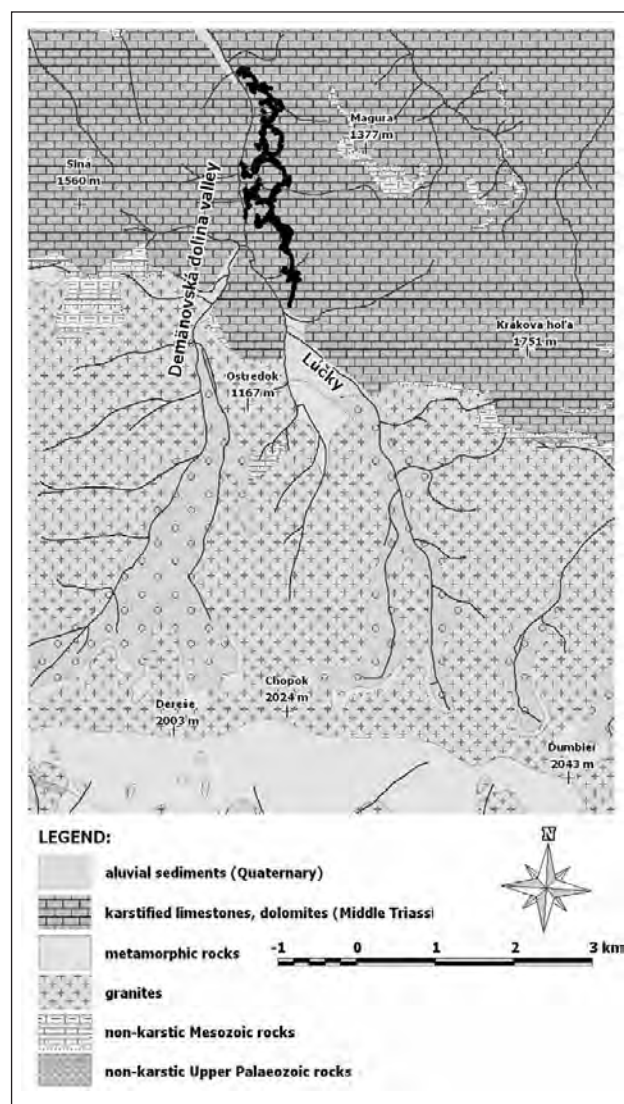 Magura
1377 m
Siná
1560 m
Demänovská dolina valley
Krakova hoľa
1751 m
Lúčky
Ostredok
1167 m
Chopok
2024 m
Dereše
2003 m
Ďumbier
2043 m
LEGEND:
aluvial sediments (Quaternary)
karstified limestones, dolomites (Middle Triassi
metamorphic rocks
granites
non-karstic Mesozoic rocks
non-karstic Upper Palaeozoic rocks
N
-1 0 1 2 3 km